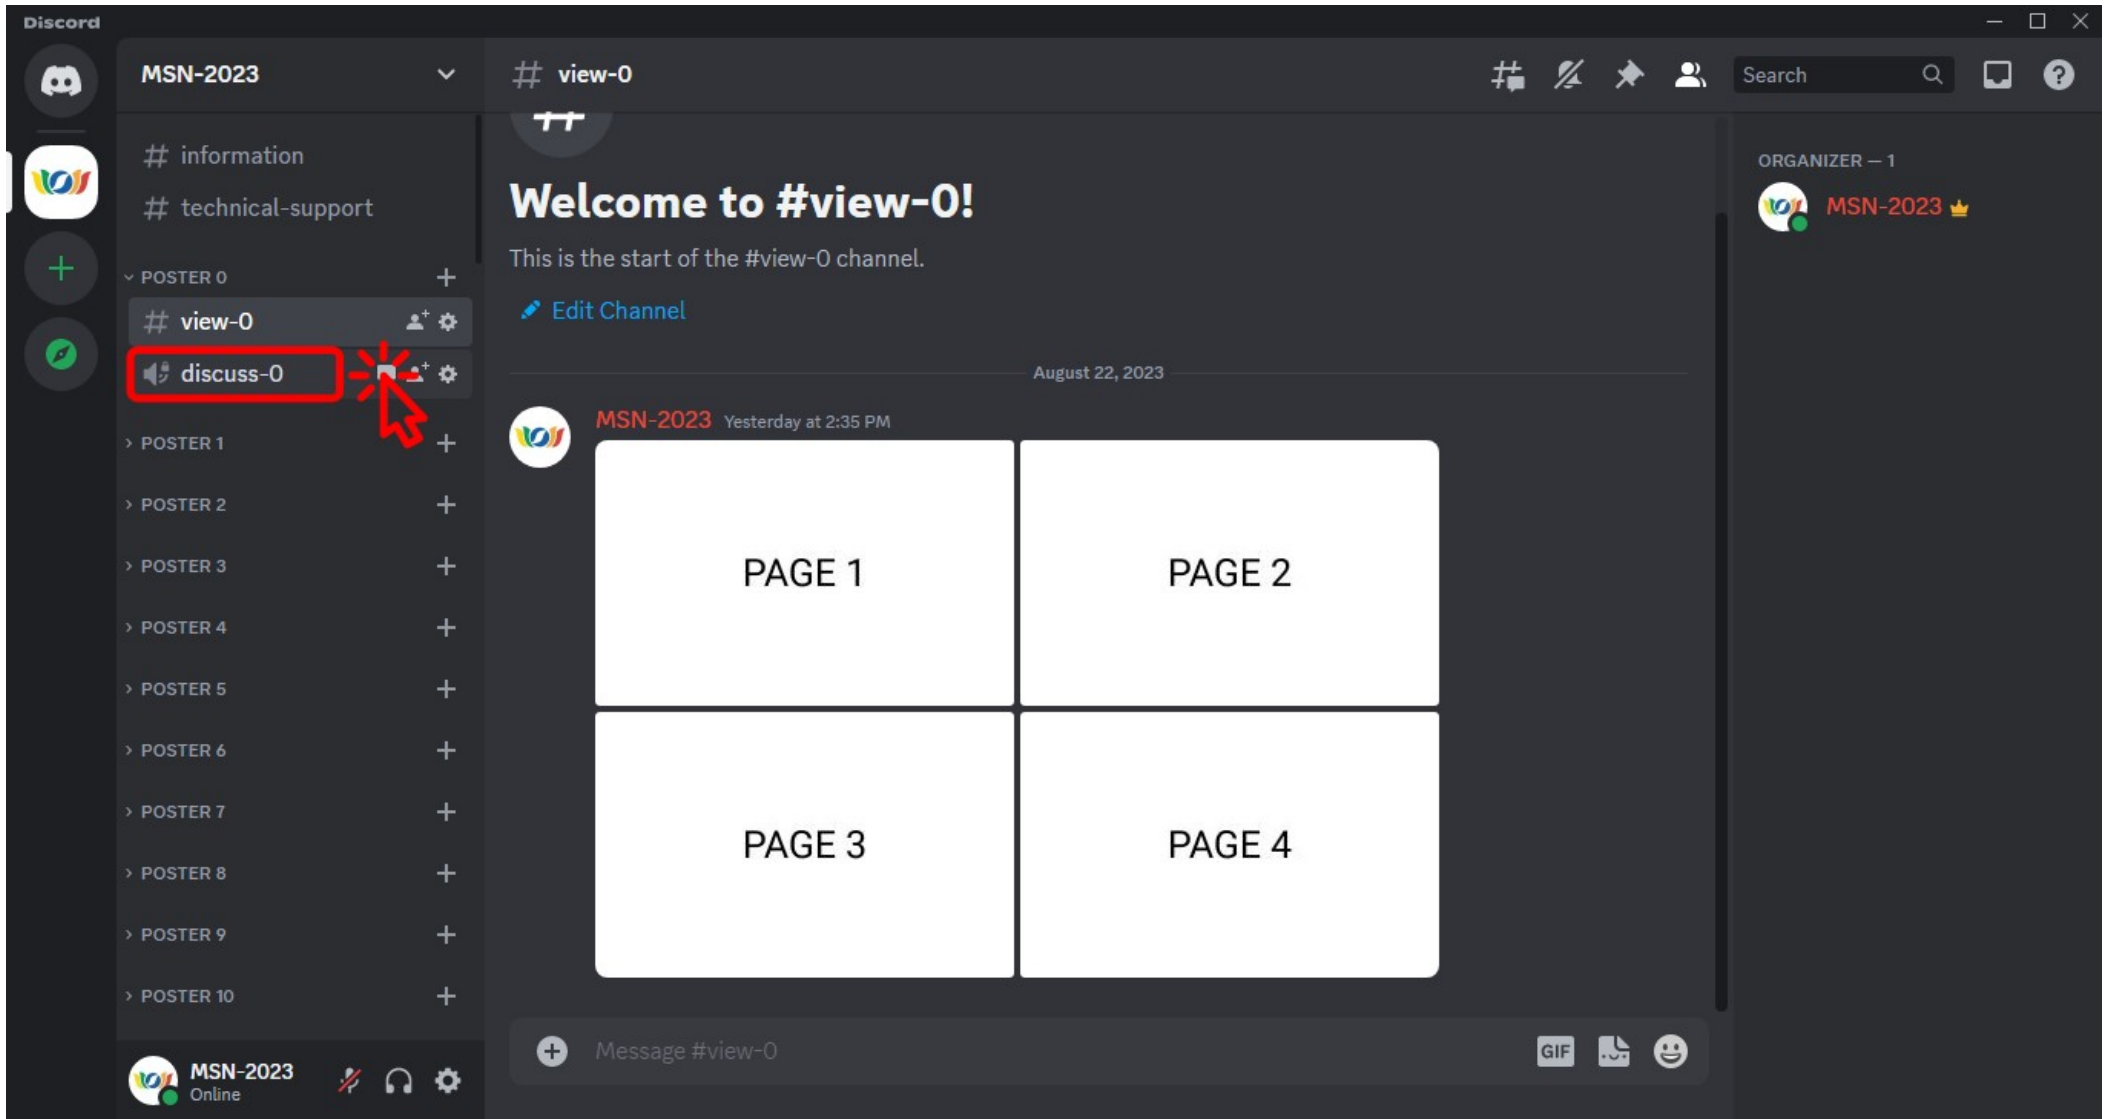 Discord
MSN-2023
information
technical-support
POSTER 0
view-0
discuss-0
POSTER 1
POSTER 2
POSTER 3
POSTER 4
POSTER 5
POSTER 6
POSTER 7
POSTER 8
POSTER 9
POSTER 10
MSN-2023
Online
view-0
Search
Welcome to #view-0!
This is the start of the #view-0 channel.
Edit Channel
August 22, 2023
MSN-2023 Yesterday at 2:35 PM
PAGE 1
PAGE 2
PAGE 3
PAGE 4
Message #view-0
GIF
ORGANIZER — 1
MSN-2023